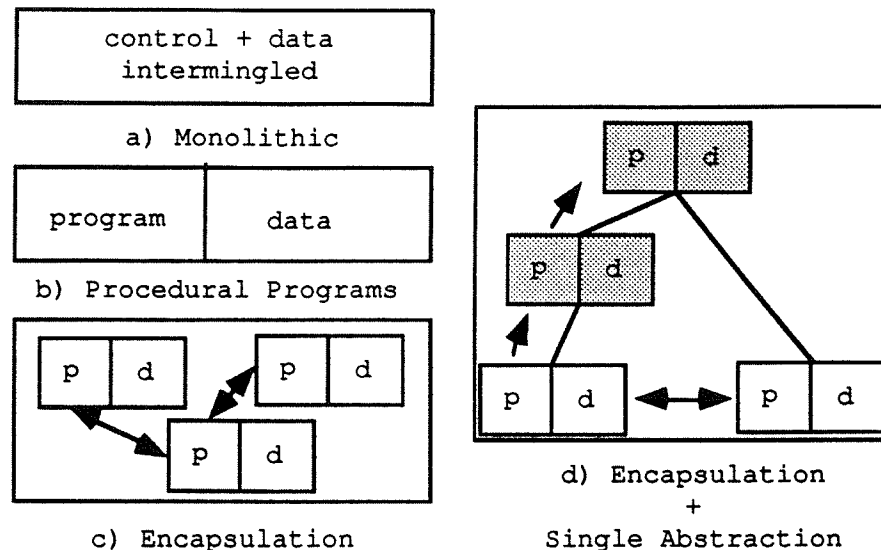 control + data
intermingled
a) Monolithic
program data
b) Procedural Programs
p d
p d
p d
c) Encapsulation
p d
p d
p d
p d
d) Encapsulation
+
Single Abstraction